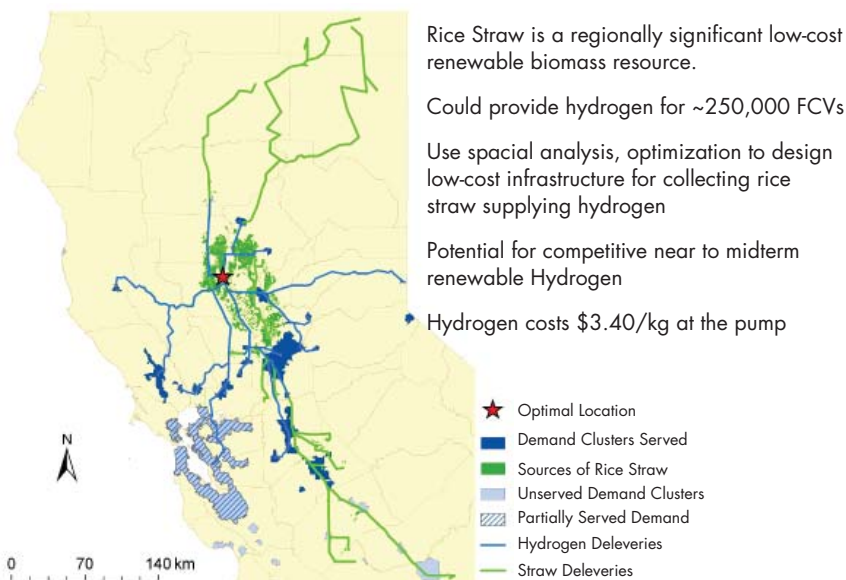 Rice Straw is a regionally significant low-cost
renewable biomass resource.
Could provide hydrogen for ~250,000 FCVs
Use spacial analysis, optimization to design
low-cost infrastructure for collecting rice
straw supplying hydrogen
Potential for competitive near to midterm
renewable Hydrogen
Hydrogen costs $3.40/kg at the pump
Optimal Location
Demand Clusters Served
Sources of Rice Straw
Unserved Demand Clusters
Partially Served Demand
Hydrogen Deleveries
Straw Deleveries
N
0 70 140 km